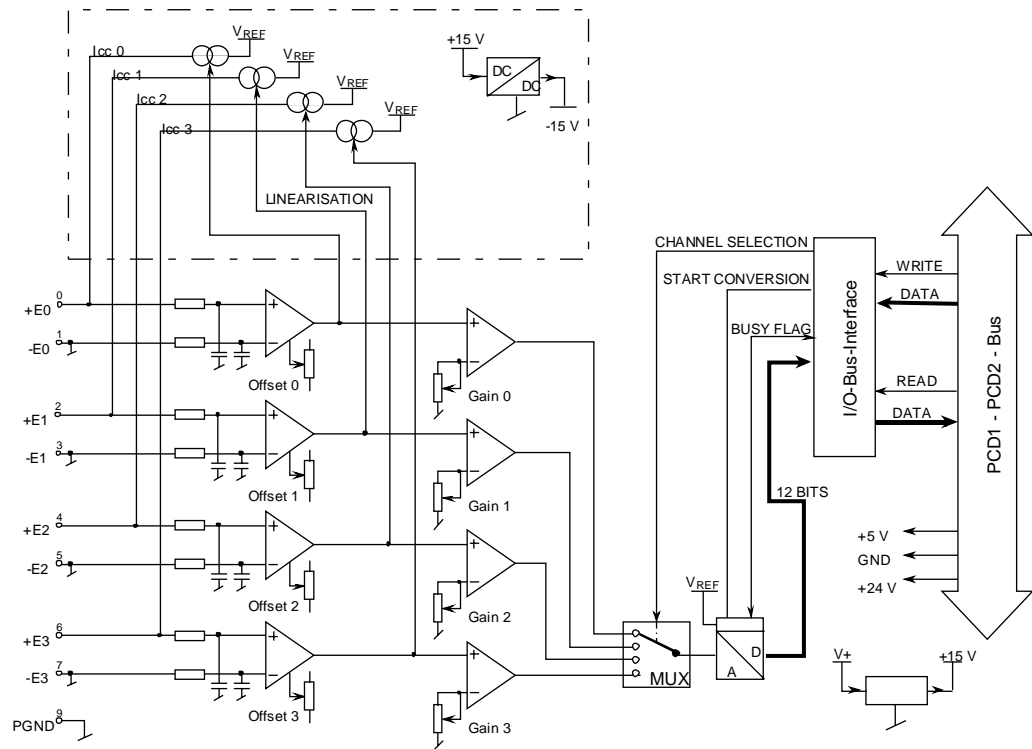 Icc 0
VREF
Icc 1
VREF
Icc 2
VREF
Icc 3
VREF
+15 V
DC
DC
-15 V
LINEARISATION
CHANNEL SELECTION
START CONVERSION
BUSY FLAG
I/O-Bus-Interface
WRITE
DATA
READ
DATA
PCD1 - PCD2 - Bus
12 BITS
+5 V
GND
+24 V
0
+E0
1
-E0
+
−
Offset 0
+
−
Gain 0
2
+E1
3
-E1
+
−
Offset 1
+
−
Gain 1
4
+E2
5
-E2
+
−
Offset 2
+
−
Gain 2
6
+E3
7
-E3
+
−
Offset 3
+
−
Gain 3
9
PGND
MUX
VREF
D
A
V+
+15 V